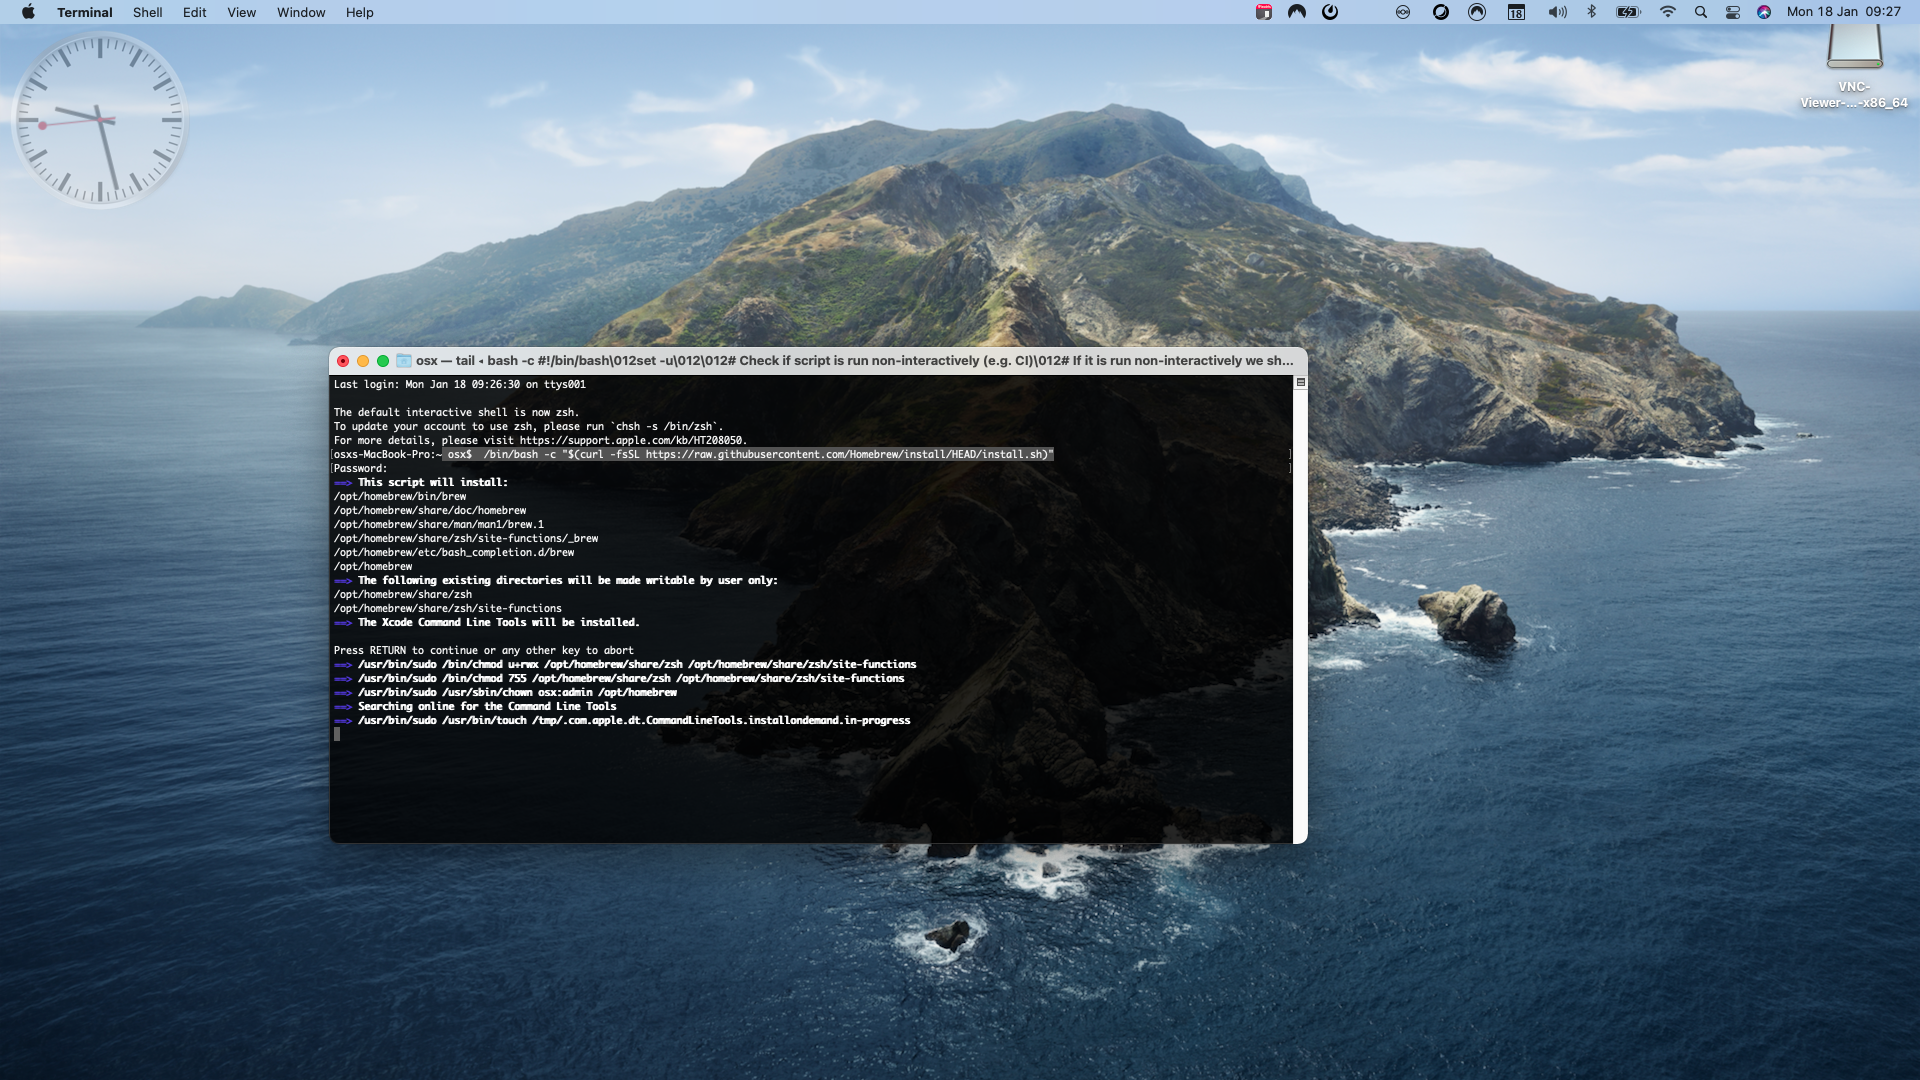 Terminal Shell Edit View Window Help
18
Mon 18 Jan 09:27
VNC-
Viewer-...-x86_64
osx — tail ◂ bash -c #!/bin/bash\012set -u\012\012# Check if script is run non-interactively (e.g. CI)\012# If it is run non-interactively we sh...
Last login: Mon Jan 18 09:26:30 on ttys001
The default interactive shell is now zsh.
To update your account to use zsh, please run `chsh -s /bin/zsh`.
For more details, please visit https://support.apple.com/kb/HT208050.
[osxs-MacBook-Pro:~ osx$  /bin/bash -c "$(curl -fsSL https://raw.githubusercontent.com/Homebrew/install/HEAD/install.sh)" ]
[Password: ]
==> This script will install:
/opt/homebrew/bin/brew
/opt/homebrew/share/doc/homebrew
/opt/homebrew/share/man/man1/brew.1
/opt/homebrew/share/zsh/site-functions/_brew
/opt/homebrew/etc/bash_completion.d/brew
/opt/homebrew
==> The following existing directories will be made writable by user only:
/opt/homebrew/share/zsh
/opt/homebrew/share/zsh/site-functions
==> The Xcode Command Line Tools will be installed.
Press RETURN to continue or any other key to abort
==> /usr/bin/sudo /bin/chmod u+rwx /opt/homebrew/share/zsh /opt/homebrew/share/zsh/site-functions
==> /usr/bin/sudo /bin/chmod 755 /opt/homebrew/share/zsh /opt/homebrew/share/zsh/site-functions
==> /usr/bin/sudo /usr/sbin/chown osx:admin /opt/homebrew
==> Searching online for the Command Line Tools
==> /usr/bin/sudo /usr/bin/touch /tmp/.com.apple.dt.CommandLineTools.installondemand.in-progress